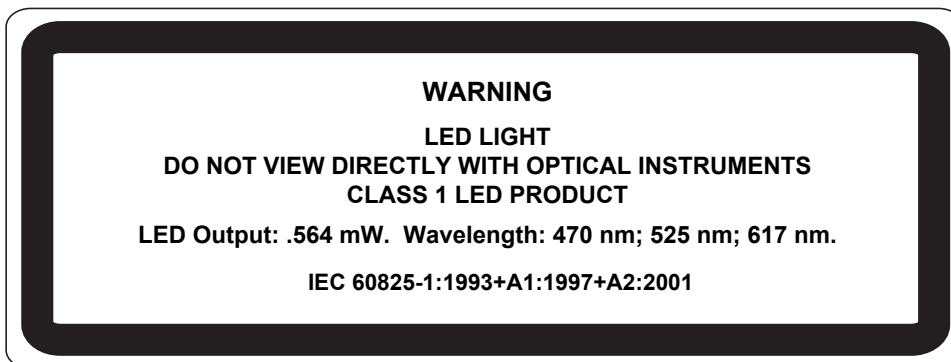 WARNING
LED LIGHT
DO NOT VIEW DIRECTLY WITH OPTICAL INSTRUMENTS
CLASS 1 LED PRODUCT
LED Output: .564 mW.  Wavelength: 470 nm; 525 nm; 617 nm.
IEC 60825-1:1993+A1:1997+A2:2001